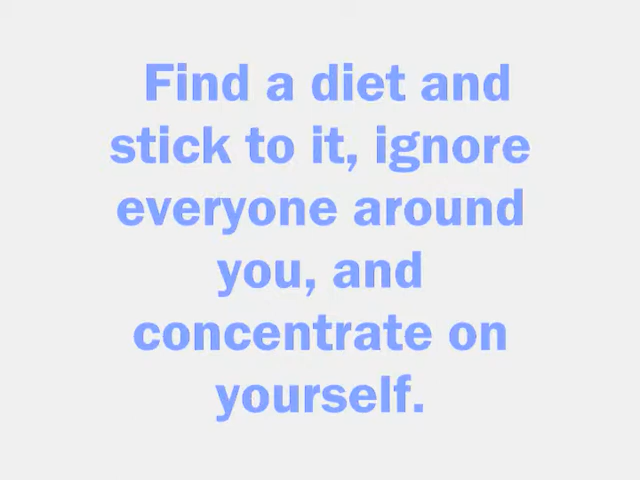 Find a diet and
stick to it, ignore
everyone around
you, and
concentrate on
yourself.